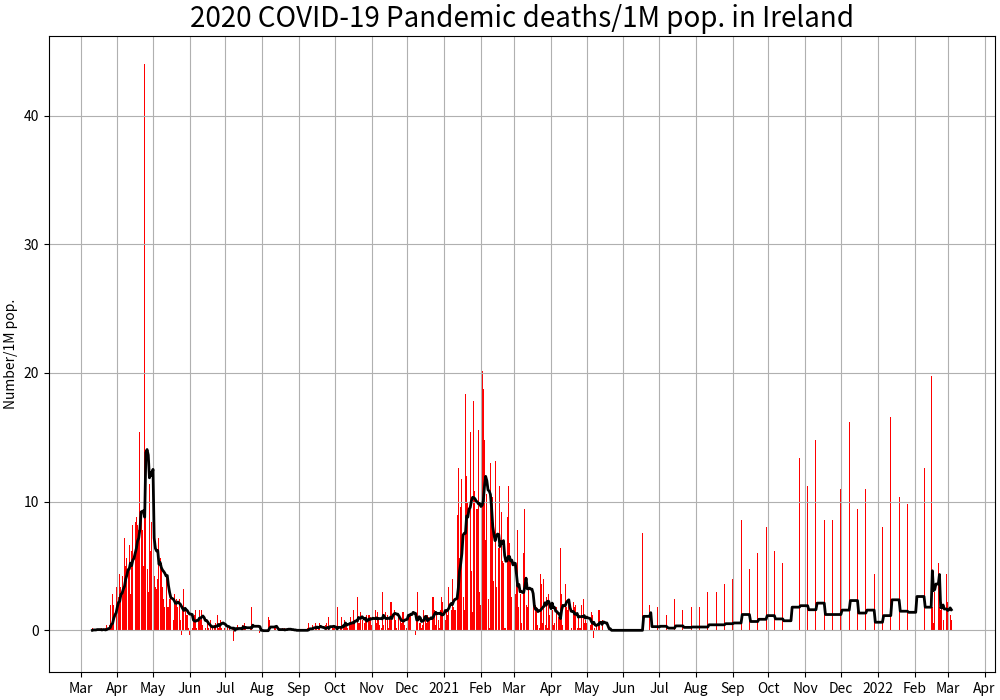 2020 COVID-19 Pandemic deaths/1M pop. in Ireland
Number/1M pop.
40
30
20
10
0
Mar Apr May Jun Jul Aug Sep Oct Nov Dec 2021 Feb Mar Apr May Jun Jul Aug Sep Oct Nov Dec 2022 Feb Mar Apr